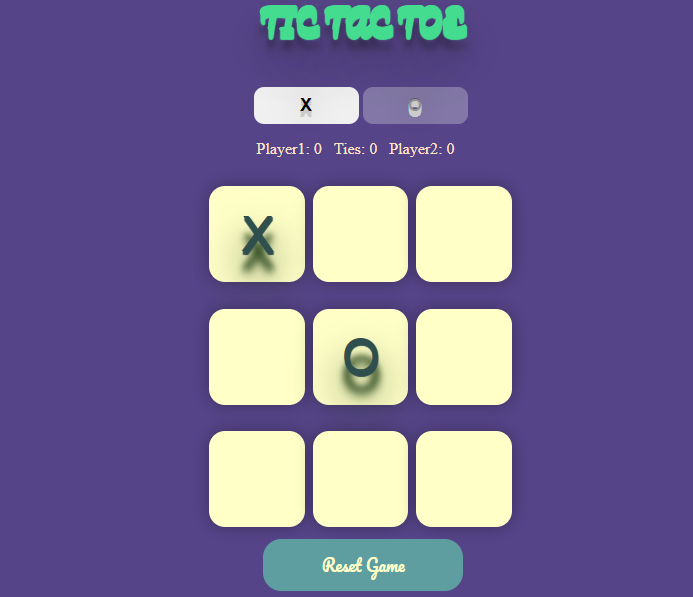 TIC TAC TOE
X O
Player1: 0 Ties: 0 Player2: 0
X
O
Reset Game